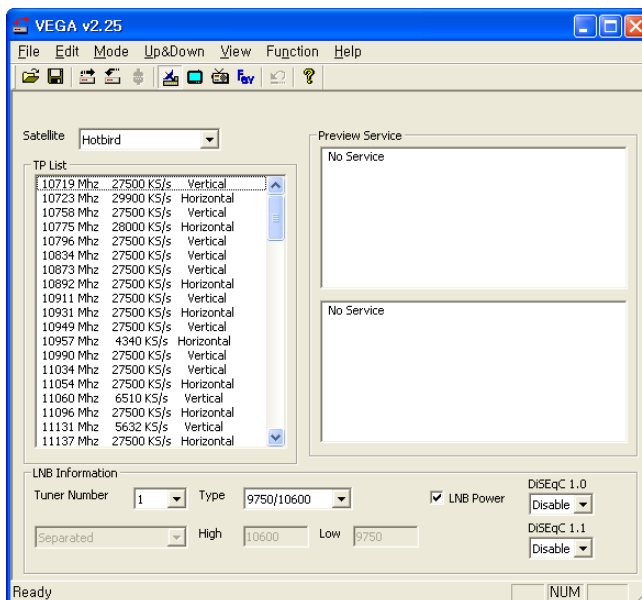 VEGA v2.25
File Edit Mode Up&Down View Function Help
Fav
Satellite Hotbird
TP List
10719 Mhz 27500 KS/s Vertical
10723 Mhz 29900 KS/s Horizontal
10758 Mhz 27500 KS/s Vertical
10775 Mhz 28000 KS/s Horizontal
10796 Mhz 27500 KS/s Vertical
10834 Mhz 27500 KS/s Vertical
10873 Mhz 27500 KS/s Vertical
10892 Mhz 27500 KS/s Horizontal
10911 Mhz 27500 KS/s Vertical
10931 Mhz 27500 KS/s Horizontal
10949 Mhz 27500 KS/s Vertical
10957 Mhz 4340 KS/s Horizontal
10990 Mhz 27500 KS/s Vertical
11034 Mhz 27500 KS/s Vertical
11054 Mhz 27500 KS/s Horizontal
11060 Mhz 6510 KS/s Vertical
11096 Mhz 27500 KS/s Horizontal
11131 Mhz 5632 KS/s Vertical
11137 Mhz 27500 KS/s Horizontal
Preview Service
No Service
No Service
LNB Information
Tuner Number 1 Type 9750/10600 LNB Power
DiSEqC 1.0
Disable
Separated High 10600 Low 9750
DiSEqC 1.1
Disable
Ready NUM